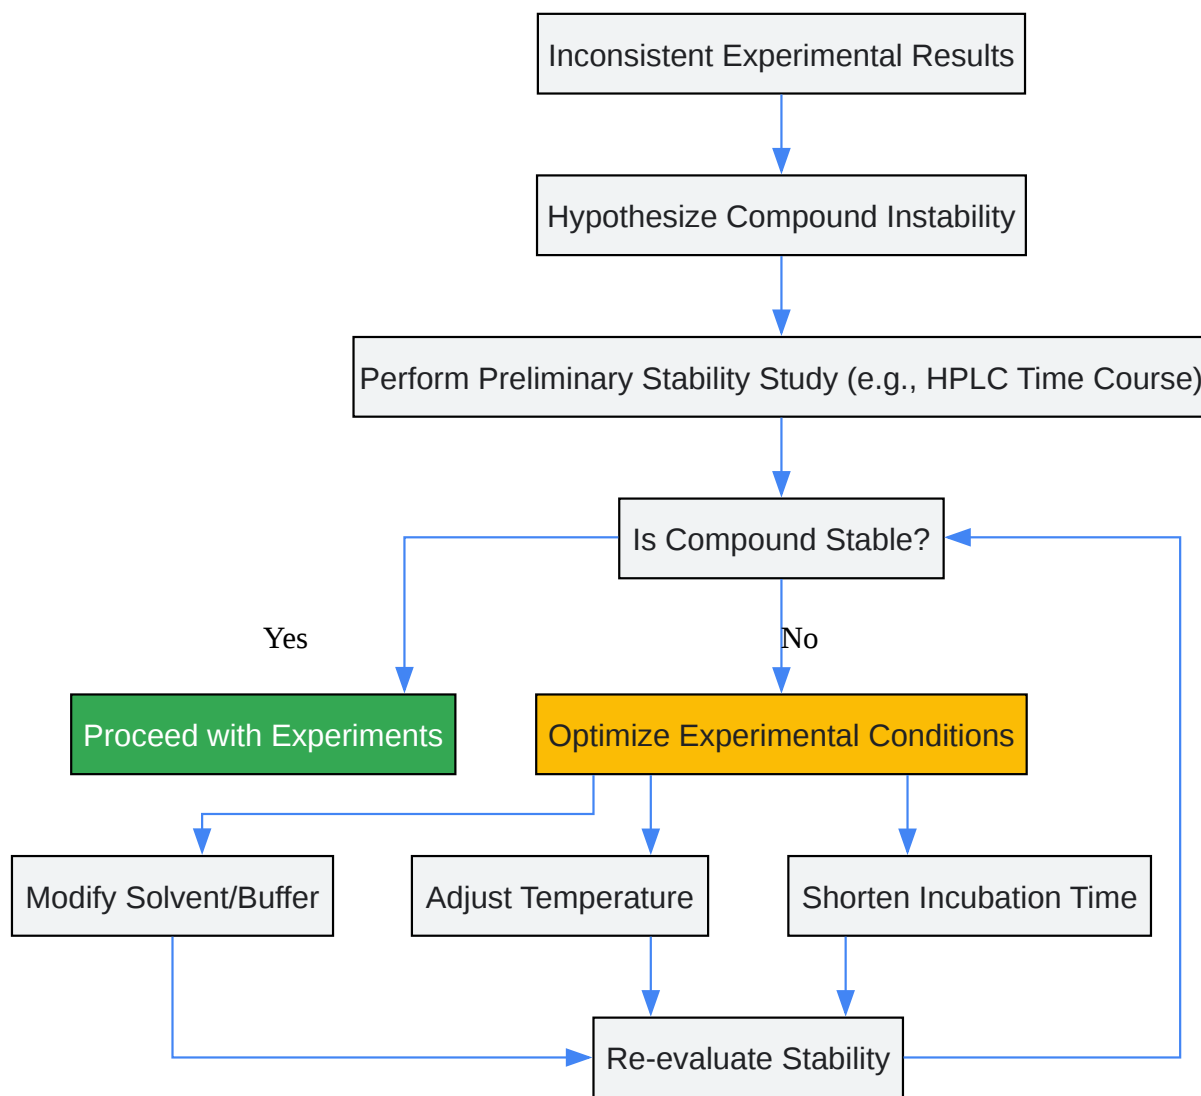 Inconsistent Experimental Results
Hypothesize Compound Instability
Perform Preliminary Stability Study (e.g., HPLC Time Course)
Is Compound Stable?
Yes
No
Proceed with Experiments
Optimize Experimental Conditions
Modify Solvent/Buffer
Adjust Temperature
Shorten Incubation Time
Re-evaluate Stability